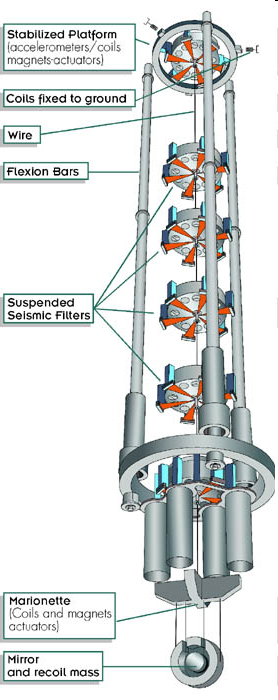 Stabilized Platform
(accelerometers/coils
magnets-actuators)
Coils fixed to ground
Wire
Flexion Bars
Suspended
Seismic Filters
Marionette
(Coils and magnets
actuators)
Mirror
and recoil mass